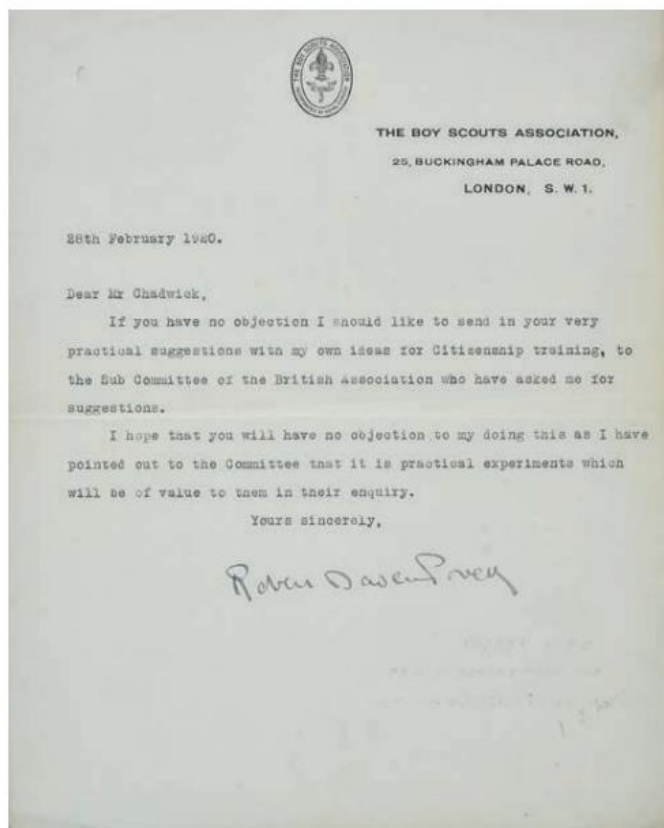 THE BOY SCOUTS ASSOCIATION
THE BOY SCOUTS ASSOCIATION,
25, BUCKINGHAM PALACE ROAD,
LONDON, S. W. 1.
28th February 1920.
Dear Mr Chadwick,
If you have no objection I should like to send in your very
practical suggestions with my own ideas for Citizenship training, to
the Sub Committee of the British Association who have asked me for
suggestions.
I hope that you will have no objection to my doing this as I have
pointed out to the Committee that it is practical experiments which
will be of value to them in their enquiry.
Yours sincerely,
Robert Baden Powell